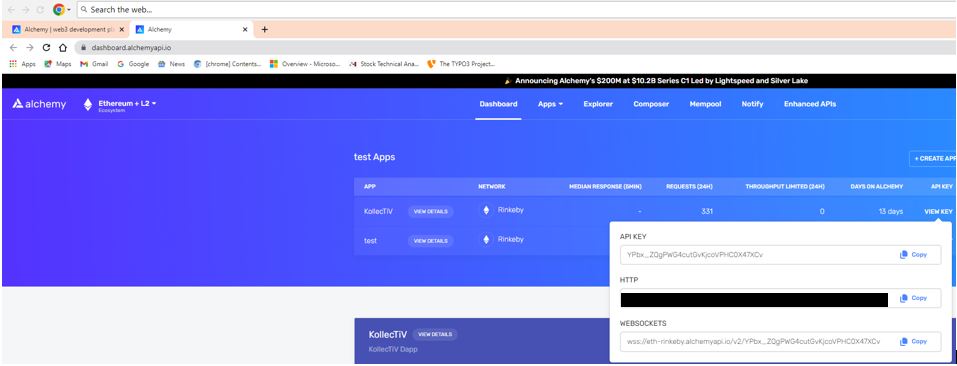 Search the web...
Alchemy | web3 development pl
Alchemy
dashboard.alchemyapi.io
Apps Maps Gmail Google News [chrome] Contents... Overview - Microso... Stock Technical Ana... The TYPO3 Project...
Announcing Alchemy's $200M at $10.2B Series C1 Led by Lightspeed and Silver Lake
alchemy
Ethereum + L2
Ecosystem
Dashboard Apps Explorer Composer Mempool Notify Enhanced APIs
test Apps
+ CREATE APP
APP NETWORK MEDIAN RESPONSE (5MIN) REQUESTS (24H) THROUGHPUT LIMITED (24H) DAYS ON ALCHEMY API KEY
KollecTiV VIEW DETAILS Rinkeby - 331 0 13 days VIEW KEY
test VIEW DETAILS Rinkeby
API KEY
YPbx_ZQgPWG4cutGvKjcoVPHC0X47XCv Copy
HTTP
Copy
WEBSOCKETS
wss://eth-rinkeby.alchemyapi.io/v2/YPbx_ZQgPWG4cutGvKjcoVPHC0X47XCv Copy
KollecTiV VIEW DETAILS
KollecTiV Dapp